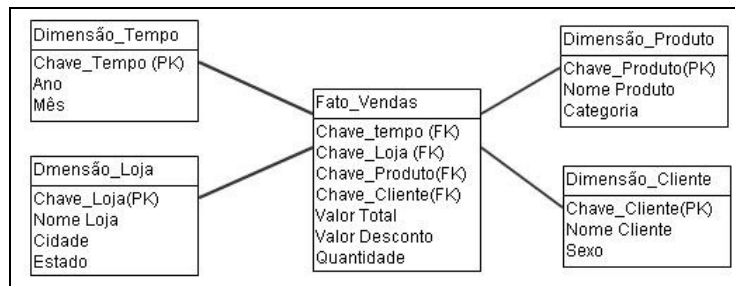 Dimensão_Tempo
Chave_Tempo (PK)
Ano
Mês
Dmensão_Loja
Chave_Loja(PK)
Nome Loja
Cidade
Estado
Fato_Vendas
Chave_tempo (FK)
Chave_Loja (FK)
Chave_Produto(FK)
Chave_Cliente(FK)
Valor Total
Valor Desconto
Quantidade
Dimensão_Produto
Chave_Produto(PK)
Nome Produto
Categoria
Dimensão_Cliente
Chave_Cliente(PK)
Nome Cliente
Sexo